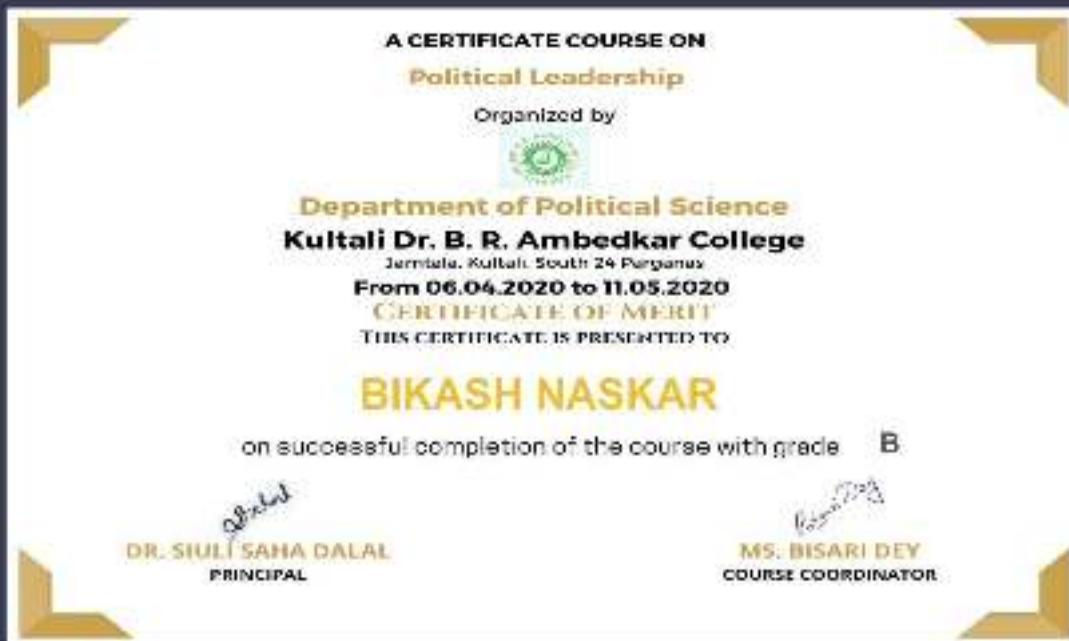 A CERTIFICATE COURSE ON
Political Leadership
Organized by
Department of Political Science
Kultali Dr. B. R. Ambedkar College
Jamtala, Kultali, South 24 Parganas
From 06.04.2020 to 11.05.2020
CERTIFICATE OF MERIT
THIS CERTIFICATE IS PRESENTED TO
BIKASH NASKAR
on successful completion of the course with grade B
DR. SIULI SAHA DALAL
PRINCIPAL
MS. BISARI DEY
COURSE COORDINATOR